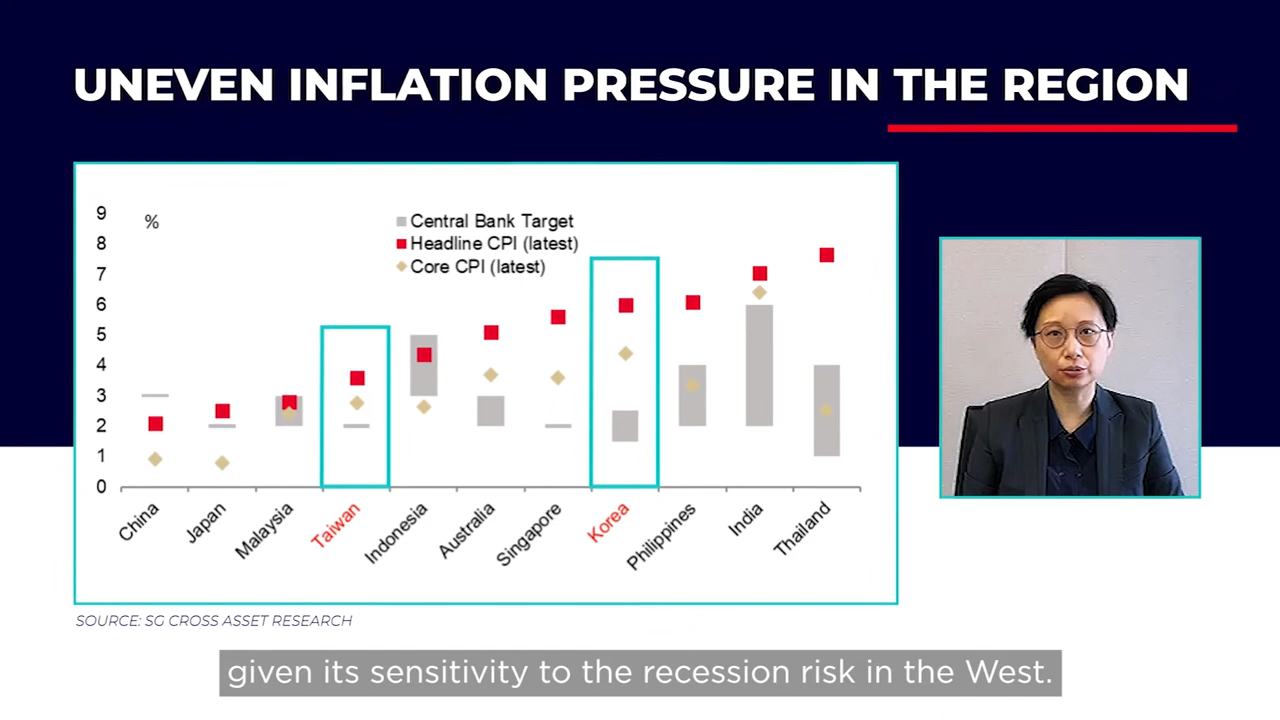 UNEVEN INFLATION PRESSURE IN THE REGION
%
Central Bank Target
Headline CPI (latest)
Core CPI (latest)
9
8
7
6
5
4
3
2
1
0
China
Japan
Malaysia
Taiwan
Indonesia
Australia
Singapore
Korea
Philippines
India
Thailand
SOURCE: SG CROSS ASSET RESEARCH
given its sensitivity to the recession risk in the West.